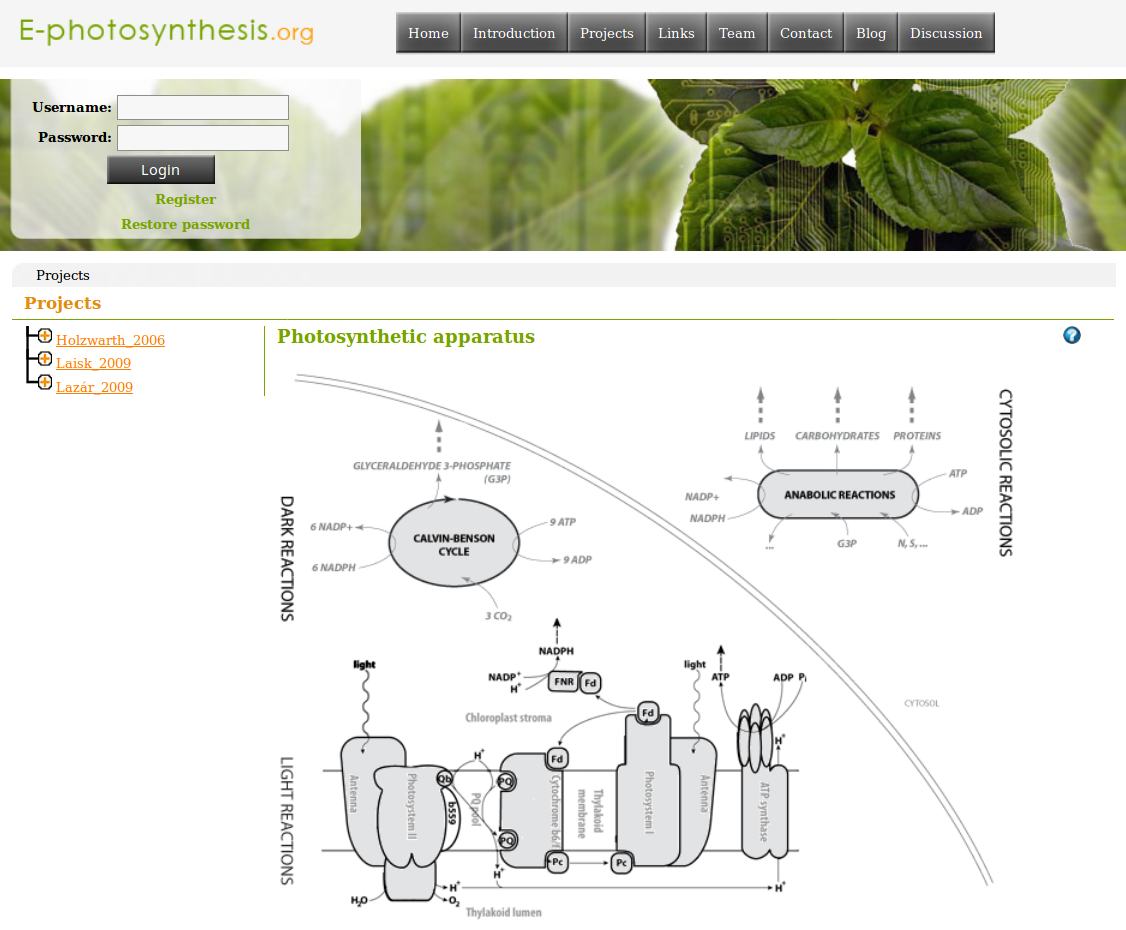 E-photosynthesis.org
Home Introduction Projects Links Team Contact Blog Discussion
Username:
Password:
Login
Register
Restore password
Projects
Projects
Holzwarth_2006
Laisk_2009
Lazár_2009
Photosynthetic apparatus
?
CYTOSOLIC REACTIONS
LIPIDS CARBOHYDRATES PROTEINS
ATP
ANABOLIC REACTIONS
NADP+
NADPH
ADP
... G3P N, S, ...
DARK REACTIONS
GLYCERALDEHYDE 3-PHOSPHATE
(G3P)
6 NADP+
9 ATP
CALVIN-BENSON
CYCLE
6 NADPH
9 ADP
3 CO₂
CYTOSOL
LIGHT REACTIONS
light
NADPH
NADP⁺
H⁺
FNR Fd
light
ATP
ADP Pᵢ
Chloroplast stroma
Fd
H⁺
H⁺
Fd
Antenna
Photosystem II
Qb
b559
PQ pool
PQ
PQ
Cytochrome b6/f
Thylakoid
membrane
Photosystem I
Antenna
ATP synthase
Pc
Pc
H⁺
H⁺
H⁺
H₂O
O₂
Thylakoid lumen